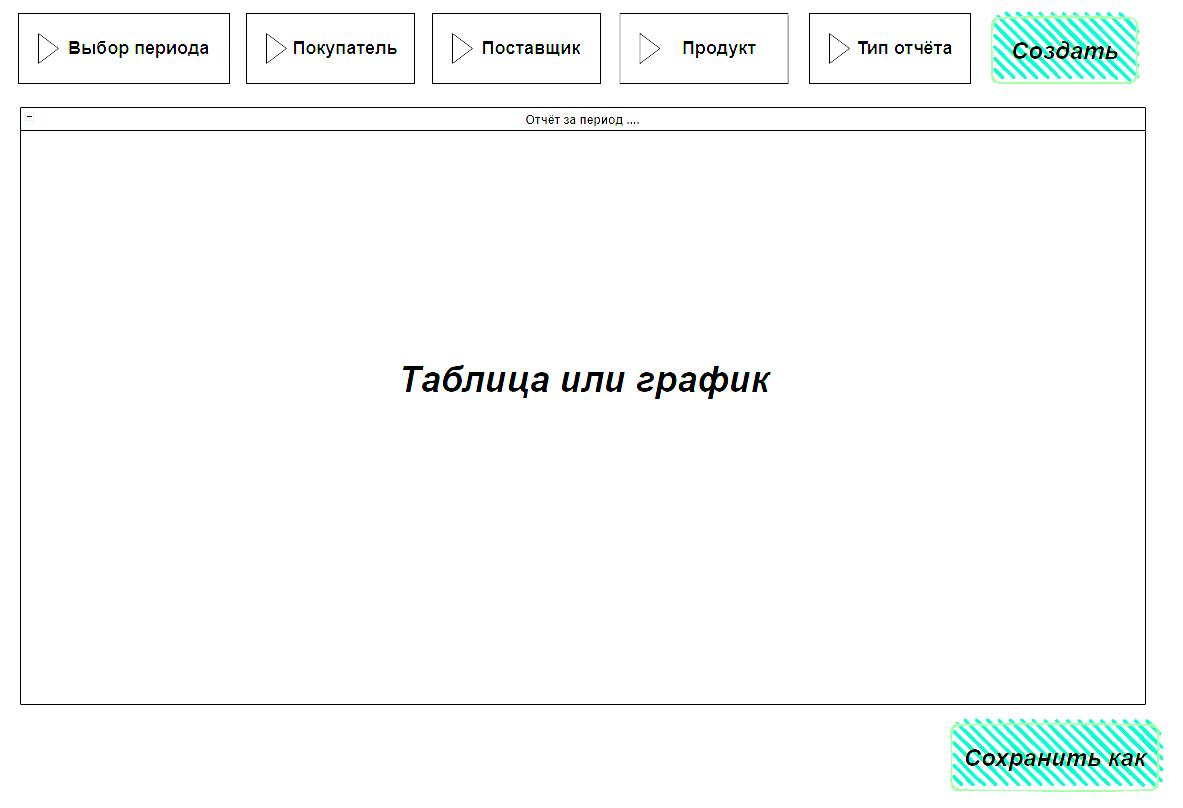 Выбор периода
Покупатель
Поставщик
Продукт
Тип отчёта
Создать
Отчёт за период ....
Таблица или график
Сохранить как